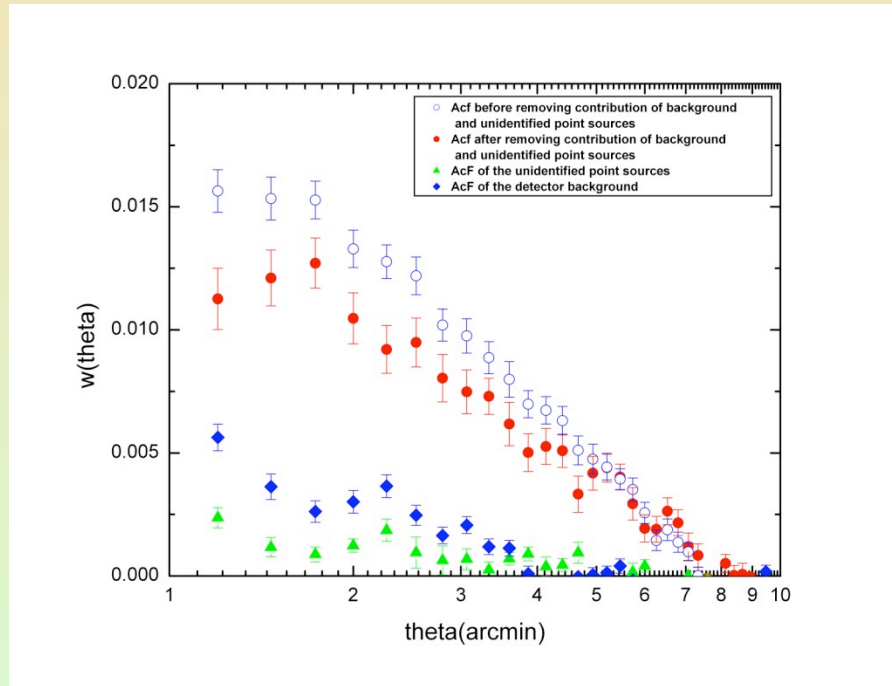 0.020
0.015
0.010
0.005
0.000
w(theta)
Acf before removing contribution of background
and unidentified point sources
Acf after removing contribution of background
and unidentified point sources
AcF of the unidentified point sources
AcF of the detector background
1 2 3 4 5 6 7 8 9 10
theta(arcmin)